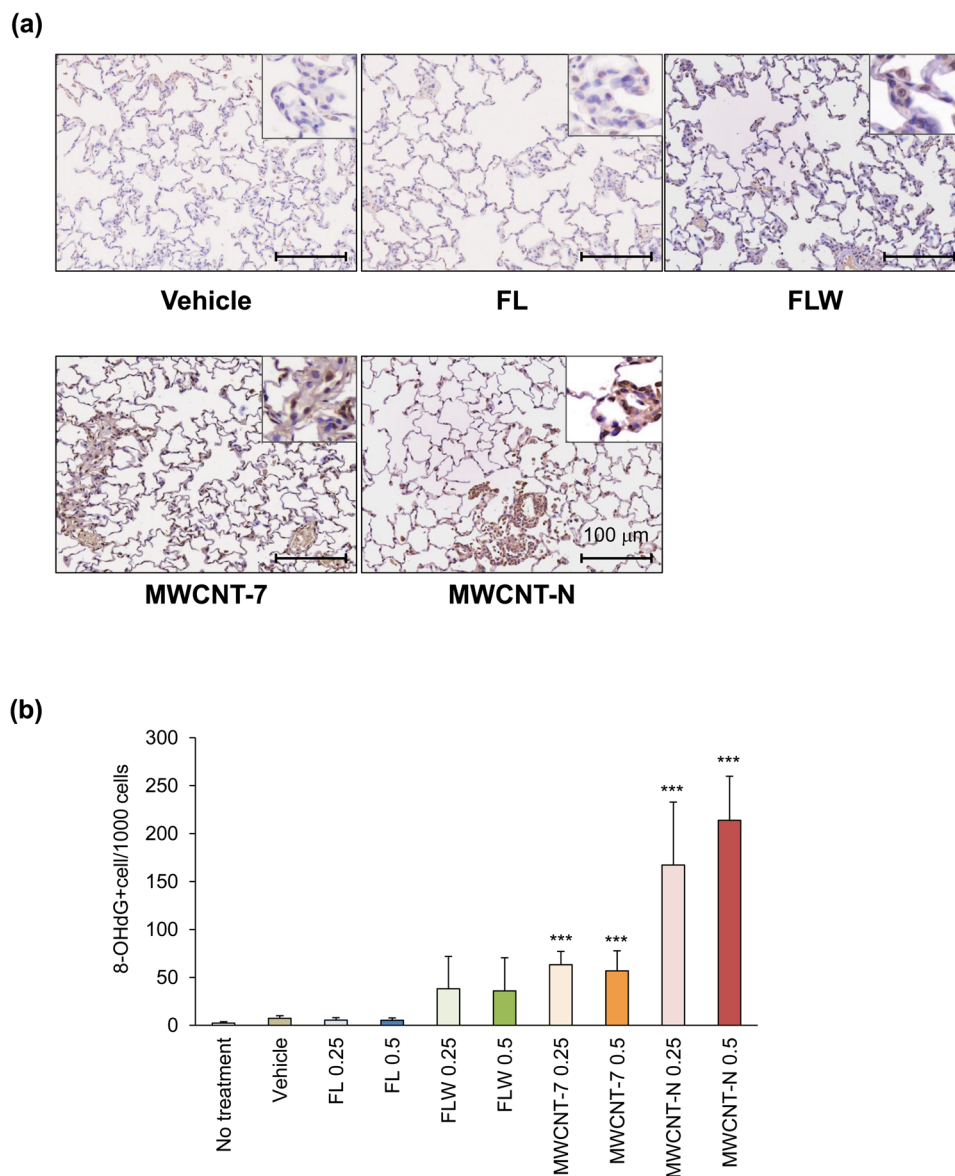 (a)
Vehicle
FL
FLW
100 μm
MWCNT-7
MWCNT-N
(b)
300
250
200
150
100
50
0
8-OHdG+cell/1000 cells
***
***
***
***
No treatment
Vehicle
FL 0.25
FL 0.5
FLW 0.25
FLW 0.5
MWCNT-7 0.25
MWCNT-7 0.5
MWCNT-N 0.25
MWCNT-N 0.5